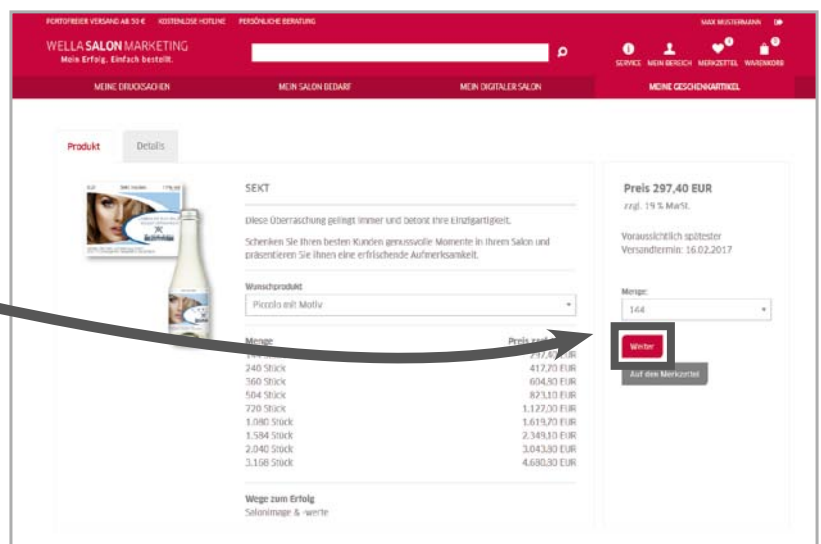 PORTOFREIER VERSAND AB 50 € KOSTENLOSE HOTLINE PERSÖNLICHE BERATUNG
MAX MUSTERMANN
WELLA SALON MARKETING
Mein Erfolg. Einfach bestellt.
SERVICE MEIN BEREICH MERKZETTEL WARENKORB
MEINE DRUCKSACHEN MEIN SALON BEDARF MEIN DIGITALER SALON MEINE GESCHENKARTIKEL
Produkt Details
SEKT
Diese Überraschung gelingt immer und betont Ihre Einzigartigkeit.
Schenken Sie Ihren besten Kunden genussvolle Momente in Ihrem Salon und
präsentieren Sie ihnen eine erfrischende Aufmerksamkeit.
Wunschprodukt
Piccolo mit Motiv
Menge Preis
144 Stück 297,40 EUR
240 Stück 417,70 EUR
360 Stück 604,80 EUR
504 Stück 823,10 EUR
720 Stück 1.127,00 EUR
1.080 Stück 1.619,70 EUR
1.584 Stück 2.349,10 EUR
2.040 Stück 3.043,80 EUR
3.168 Stück 4.680,30 EUR
Wege zum Erfolg
Salonimage & -werte
Preis 297,40 EUR
zzgl. 19 % MwSt.
Voraussichtlich spätester
Versandtermin: 16.02.2017
Menge:
144
Weiter
Auf den Merkzettel